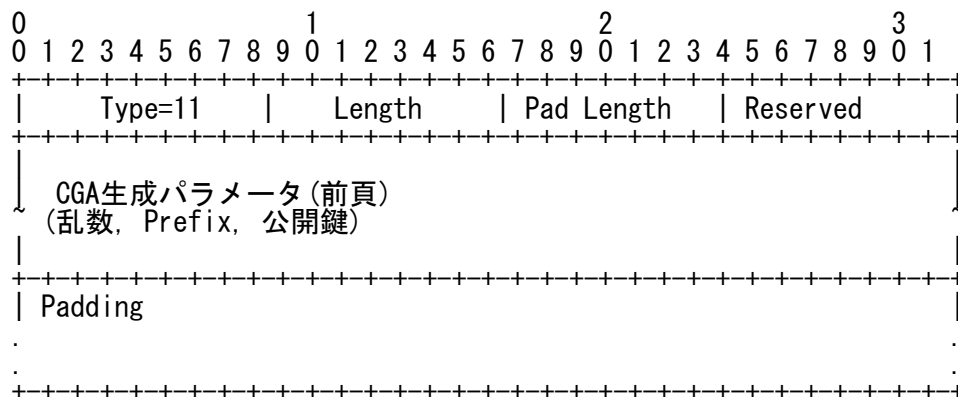 0                   1                   2                   3
0 1 2 3 4 5 6 7 8 9 0 1 2 3 4 5 6 7 8 9 0 1 2 3 4 5 6 7 8 9 0 1
+-+-+-+-+-+-+-+-+-+-+-+-+-+-+-+-+-+-+-+-+-+-+-+-+-+-+-+-+-+-+-+-+
|     Type=11    |    Length     | Pad Length   | Reserved      |
+-+-+-+-+-+-+-+-+-+-+-+-+-+-+-+-+-+-+-+-+-+-+-+-+-+-+-+-+-+-+-+-+
|                                                               |
|  CGA生成パラメータ(前頁)                                      |
~ (乱数, Prefix, 公開鍵)                                        ~
|                                                               |
+-+-+-+-+-+-+-+-+-+-+-+-+-+-+-+-+-+-+-+-+-+-+-+-+-+-+-+-+-+-+-+-+
| Padding                                                       |
.                                                               .
.                                                               .
+-+-+-+-+-+-+-+-+-+-+-+-+-+-+-+-+-+-+-+-+-+-+-+-+-+-+-+-+-+-+-+-+